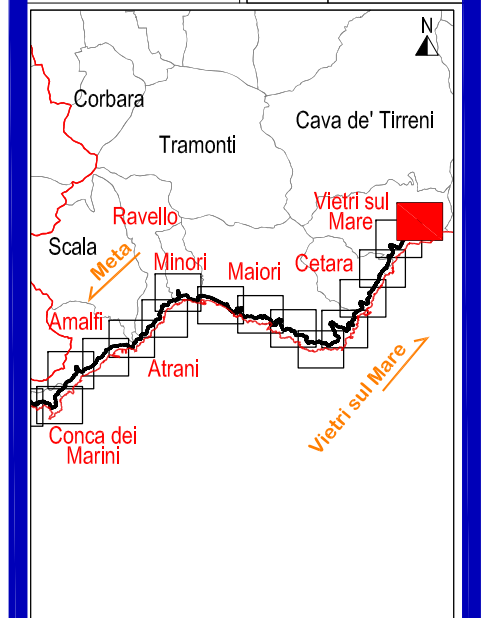 N
Corbara
Cava de' Tirreni
Tramonti
Vietri sul
Mare
Ravello
Scala
Meta
Minori
Maiori
Cetara
Amalfi
Atrani
Vietri sul Mare
Conca dei
Marini